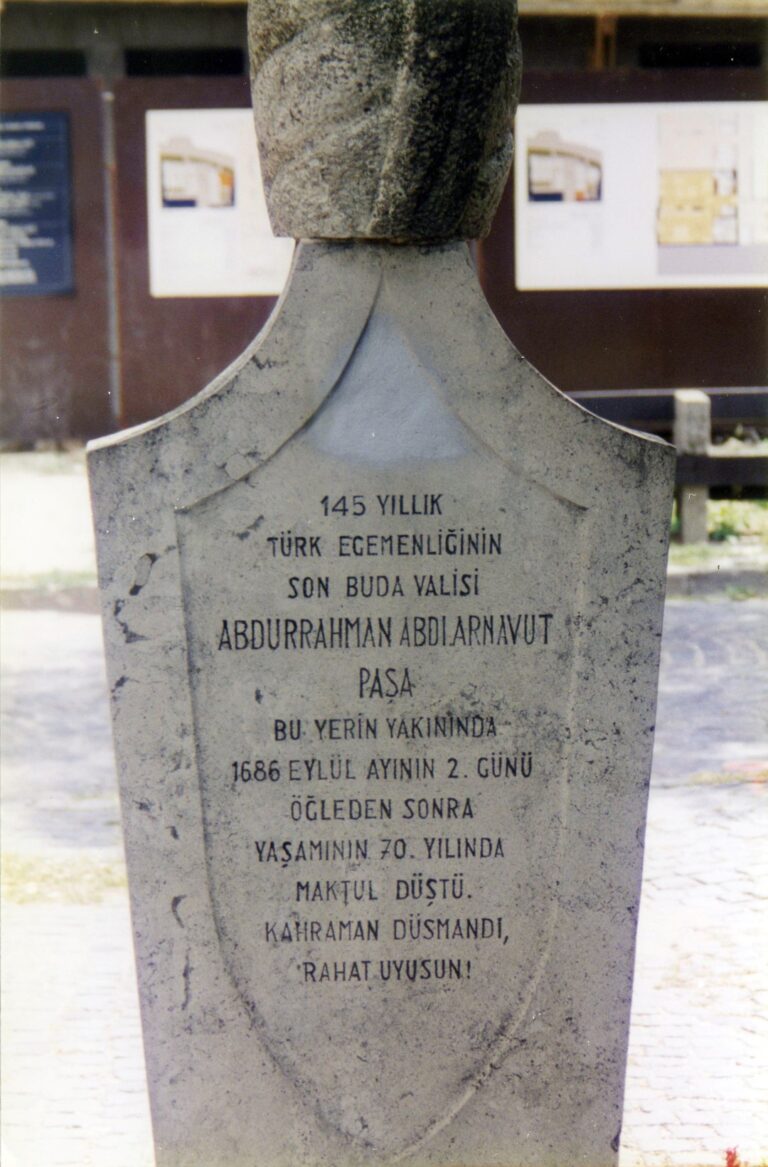 145 YILLIK
TÜRK EGEMENLİĞİNİN
SON BUDA VALİSİ
ABDURRAHMAN ABDI.ARNAVUT
PAŞA
BU YERİN YAKININDA
1686 EYLÜL AYININ 2. GÜNÜ
ÖĞLEDEN SONRA
YAŞAMININ 70. YILINDA
MAKTUL DÜŞTÜ.
KAHRAMAN DÜSMANDI,
RAHAT UYUSUN!